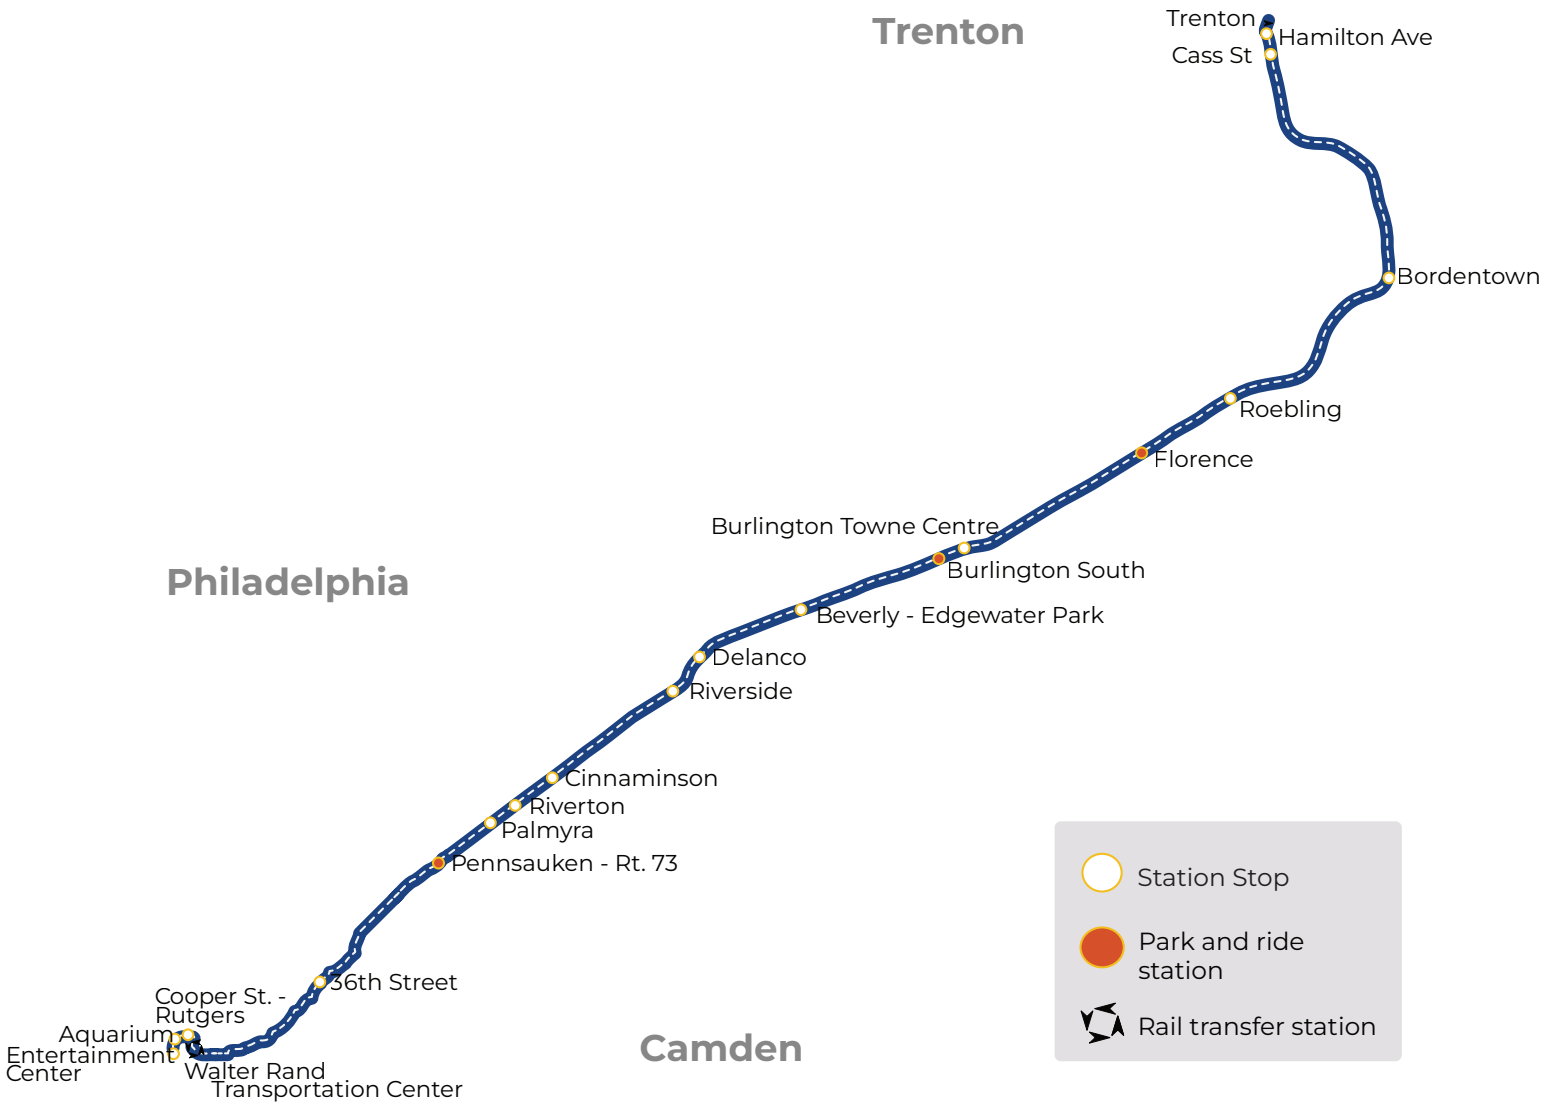 Trenton
Trenton
Hamilton Ave
Cass St
Bordentown
Roebling
Florence
Burlington Towne Centre
Burlington South
Philadelphia
Beverly - Edgewater Park
Delanco
Riverside
Cinnaminson
Riverton
Palmyra
Pennsauken - Rt. 73
36th Street
Cooper St. -
Rutgers
Aquarium
Entertainment
Center
Walter Rand
Transportation Center
Camden
Station Stop
Park and ride
station
Rail transfer station